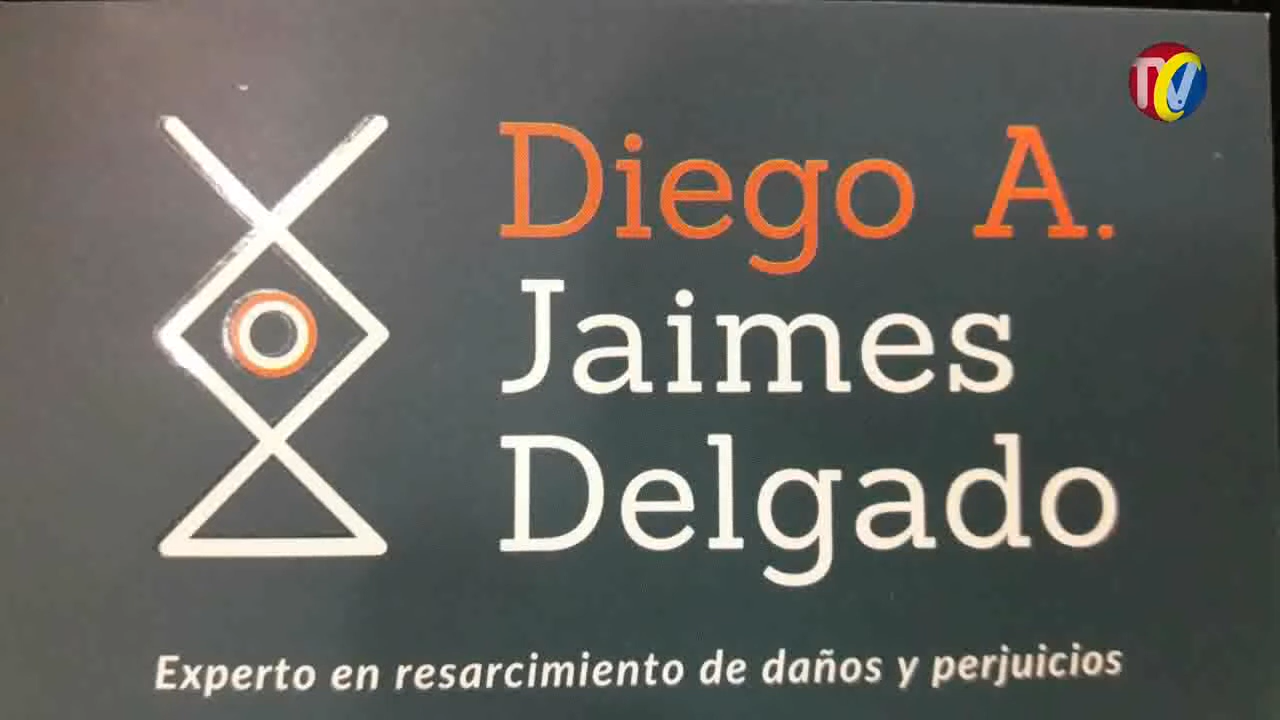 Diego A.
Jaimes
Delgado
Experto en resarcimiento de daños y perjuicios